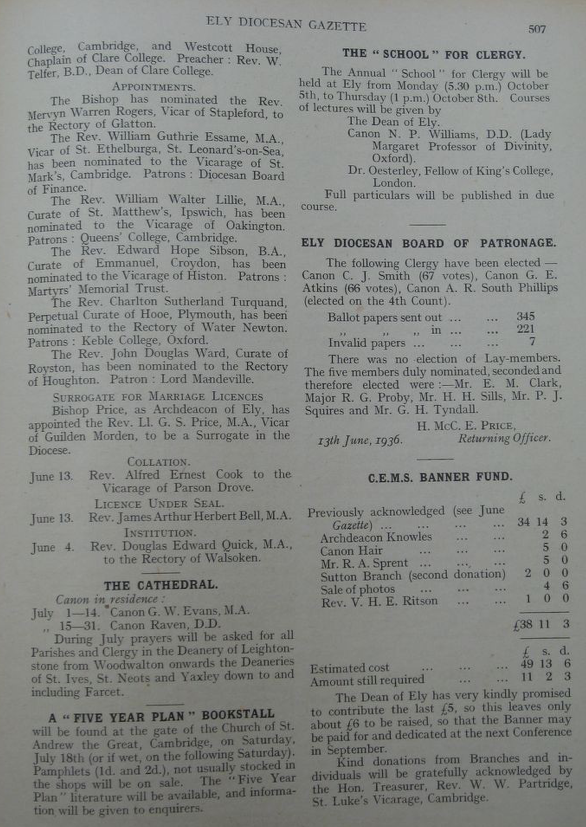 ELY DIOCESAN GAZETTE
507
College, Cambridge, and Westcott House,
Chaplain of Clare College. Preacher : Rev. W.
Telfer, B.D., Dean of Clare College.
APPOINTMENTS.
The Bishop has nominated the Rev.
Mervyn Warren Rogers, Vicar of Stapleford, to
the Rectory of Glatton.
The Rev. William Guthrie Essame, M.A.,
Vicar of St. Ethelburga, St. Leonard's-on-Sea,
has been nominated to the Vicarage of St.
Mark's, Cambridge. Patrons : Diocesan Board
of Finance.
The Rev. William Walter Lillie, M.A.,
Curate of St. Matthew's, Ipswich, has been
nominated to the Vicarage of Oakington.
Patrons : Queens' College, Cambridge.
The Rev. Edward Hope Sibson, B.A.,
Curate of Emmanuel, Croydon, has been
nominated to the Vicarage of Histon. Patrons :
Martyrs' Memorial Trust.
The Rev. Charlton Sutherland Turquand,
Perpetual Curate of Hooe, Plymouth, has been
nominated to the Rectory of Water Newton.
Patrons : Keble College, Oxford.
The Rev. John Douglas Ward, Curate of
Royston, has been nominated to the Rectory
of Houghton. Patron : Lord Mandeville.
SURROGATE FOR MARRIAGE LICENCES
Bishop Price, as Archdeacon of Ely, has
appointed the Rev. Ll. G. S. Price, M.A., Vicar
of Guilden Morden, to be a Surrogate in the
Diocese.
COLLATION.
June 13. Rev. Alfred Ernest Cook to the
Vicarage of Parson Drove.
LICENCE UNDER SEAL.
June 13. Rev. James Arthur Herbert Bell, M.A.
INSTITUTION.
June 4. Rev. Douglas Edward Quick, M.A.,
to the Rectory of Walsoken.
THE CATHEDRAL.
Canon in residence :
July 1—14. Canon G. W. Evans, M.A.
„ 15—31. Canon Raven, D.D.
During July prayers will be asked for all
Parishes and Clergy in the Deanery of Leighton-
stone from Woodwalton onwards the Deaneries
of St. Ives, St. Neots and Yaxley down to and
including Farcet.
A " FIVE YEAR PLAN " BOOKSTALL
will be found at the gate of the Church of St.
Andrew the Great, Cambridge, on Saturday,
July 18th (or if wet, on the following Saturday).
Pamphlets (1d. and 2d.), not usually stocked in
the shops will be on sale. The "Five Year
Plan" literature will be available, and informa-
tion will be given to enquirers.
THE " SCHOOL " FOR CLERGY.
The Annual " School " for Clergy will be
held at Ely from Monday (5.30 p.m.) October
5th, to Thursday (1 p.m.) October 8th. Courses
of lectures will be given by
The Dean of Ely.
Canon N. P. Williams, D.D. (Lady
Margaret Professor of Divinity,
Oxford).
Dr. Oesterley, Fellow of King's College,
London.
Full particulars will be published in due
course.
ELY DIOCESAN BOARD OF PATRONAGE.
The following Clergy have been elected —
Canon C. J. Smith (67 votes), Canon G. E.
Atkins (66 votes), Canon A. R. South Phillips
(elected on the 4th Count).
Ballot papers sent out ... ... 345
„ „ in ... ... 221
Invalid papers ... ... ... 7
There was no election of Lay-members.
The five members duly nominated, seconded and
therefore elected were :—Mr. E. M. Clark,
Major R. G. Proby, Mr. H. H. Sills, Mr. P. J.
Squires and Mr. G. H. Tyndall.
H. McC. E. PRICE,
13th June, 1936. Returning Officer.
C.E.M.S. BANNER FUND.
£ s. d.
Previously acknowledged (see June
Gazette) ... ... ... ... 34 14 3
Archdeacon Knowles ... ... 2 6
Canon Hair ... ... ... 5 0
Mr. R. A. Sprent ... ... ... 5 0
Sutton Branch (second donation) 2 0 0
Sale of photos ... ... ... 4 6
Rev. V. H. E. Ritson ... ... 1 0 0
£38 11 3
£ s. d.
Estimated cost ... ... ... 49 13 6
Amount still required ... ... 11 2 3
The Dean of Ely has very kindly promised
to contribute the last £5, so this leaves only
about £6 to be raised, so that the Banner may
be paid for and dedicated at the next Conference
in September.
Kind donations from Branches and in-
dividuals will be gratefully acknowledged by
the Hon. Treasurer, Rev. W. W. Partridge,
St. Luke's Vicarage, Cambridge.